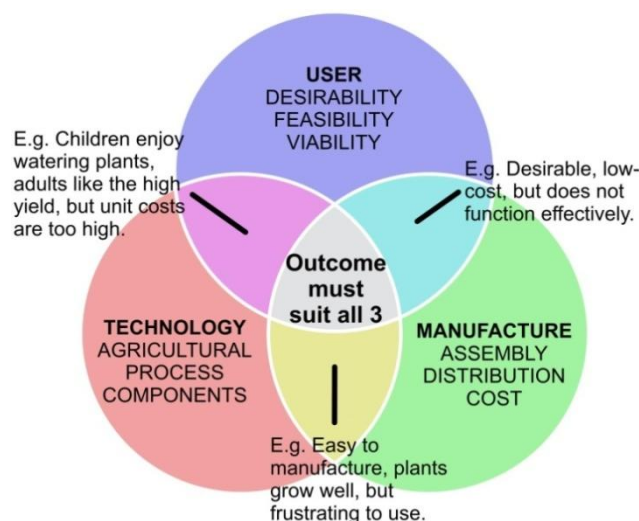 USER
DESIRABILITY
FEASIBILITY
VIABILITY
E.g. Children enjoy
watering plants,
adults like the high
yield, but unit costs
are too high.
E.g. Desirable, low-
cost, but does not
function effectively.
Outcome
must
suit all 3
TECHNOLOGY
AGRICULTURAL
PROCESS
COMPONENTS
MANUFACTURE
ASSEMBLY
DISTRIBUTION
COST
E.g. Easy to
manufacture, plants
grow well, but
frustrating to use.